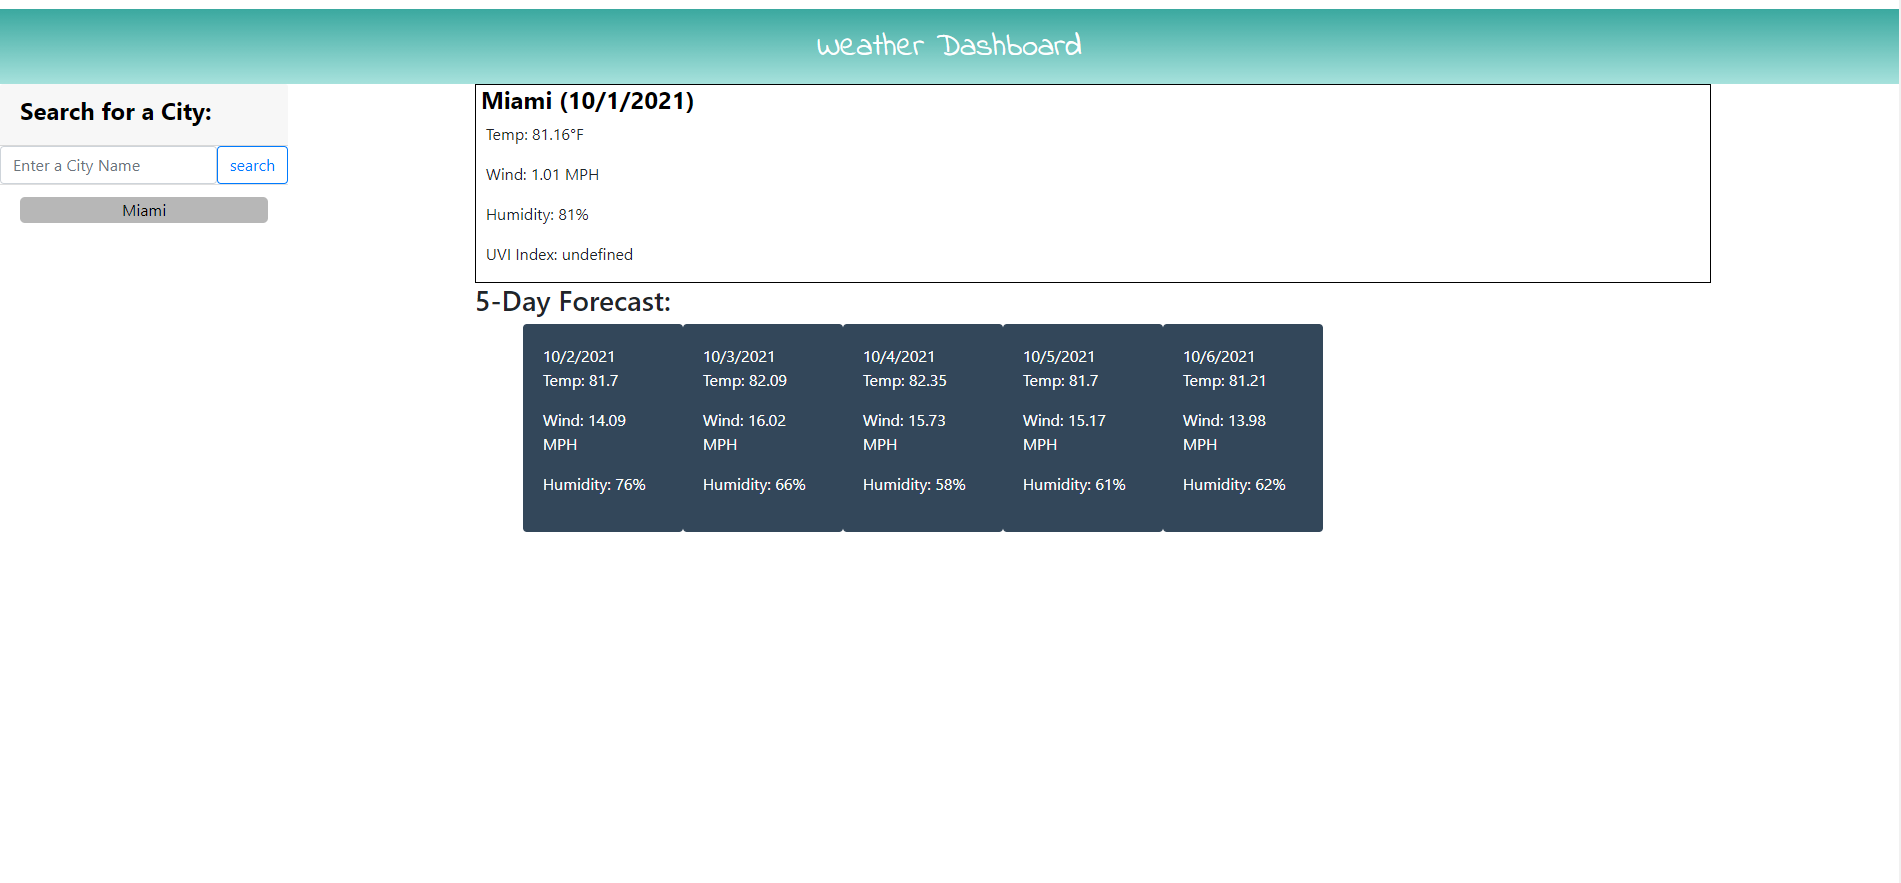 Weather Dashboard
Search for a City:
Enter a City Name
search
Miami
Miami (10/1/2021)
Temp: 81.16°F
Wind: 1.01 MPH
Humidity: 81%
UVI Index: undefined
5-Day Forecast:
10/2/2021
Temp: 81.7
Wind: 14.09
MPH
Humidity: 76%
10/3/2021
Temp: 82.09
Wind: 16.02
MPH
Humidity: 66%
10/4/2021
Temp: 82.35
Wind: 15.73
MPH
Humidity: 58%
10/5/2021
Temp: 81.7
Wind: 15.17
MPH
Humidity: 61%
10/6/2021
Temp: 81.21
Wind: 13.98
MPH
Humidity: 62%